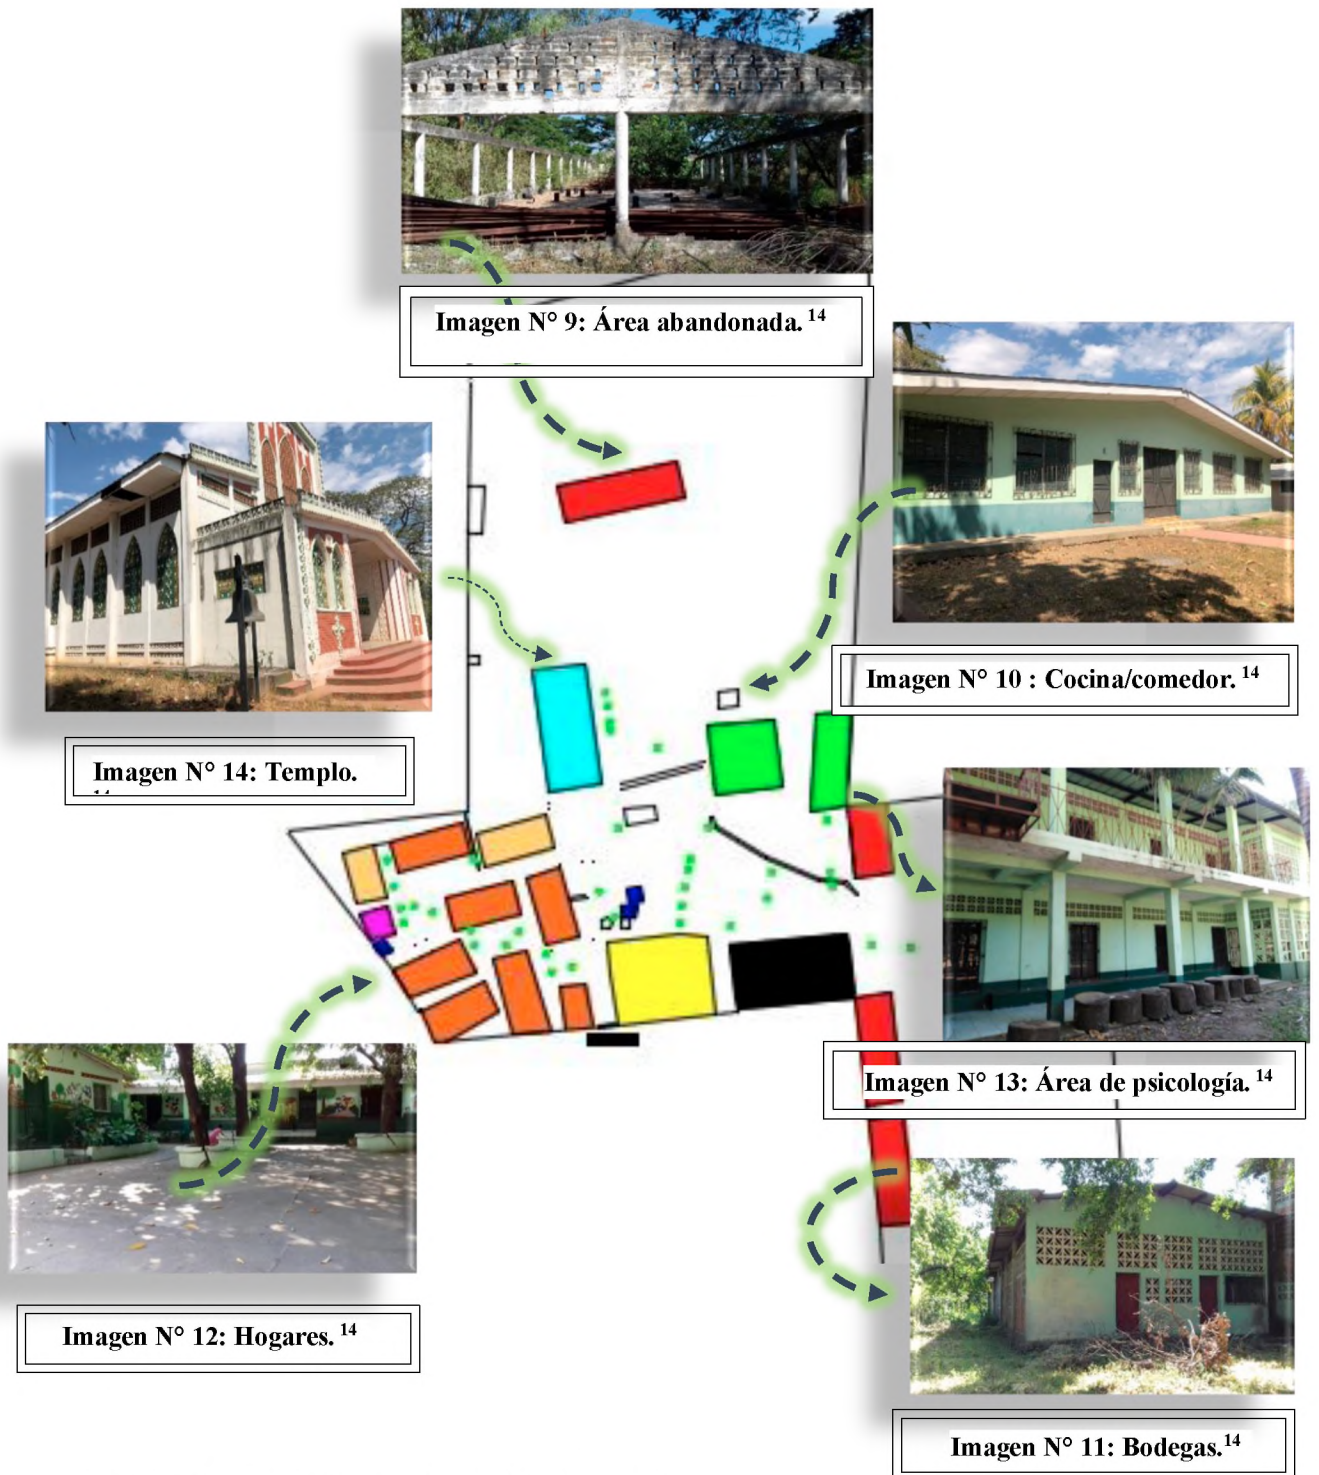 Imagen N° 9: Área abandonada. 14
Imagen N° 10 : Cocina/comedor. 14
Imagen N° 14: Templo.
Imagen N° 13: Área de psicología. 14
Imagen N° 12: Hogares. 14
Imagen N° 11: Bodegas.14